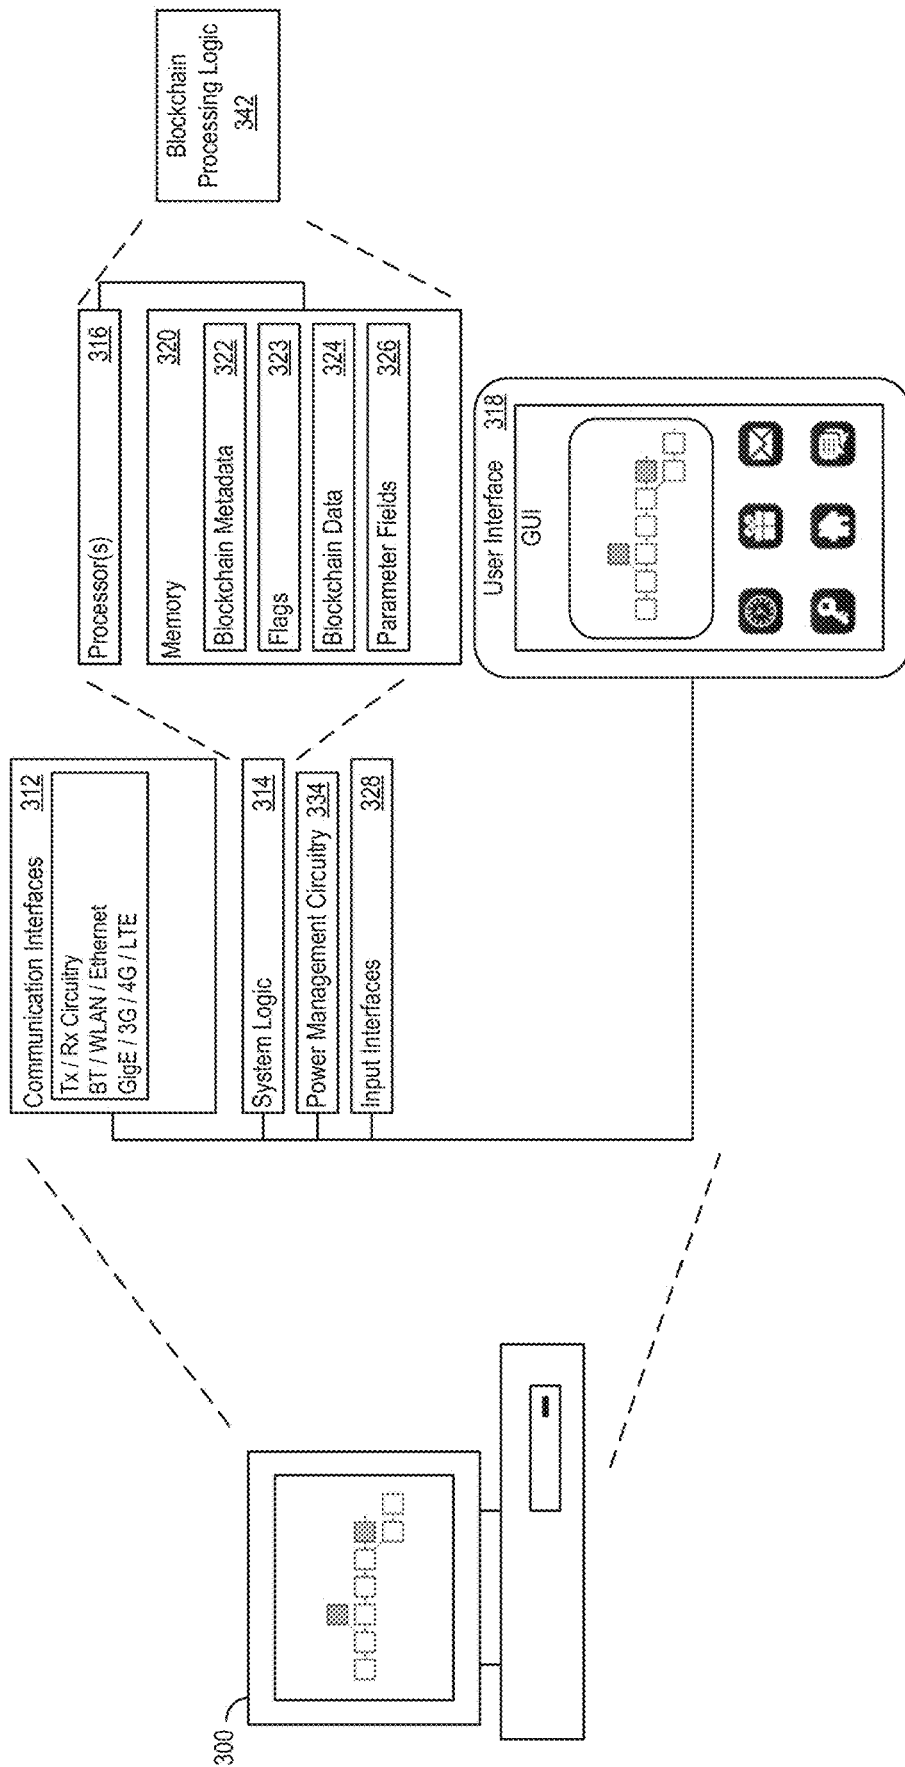 300
Communication Interfaces 312
Tx / Rx Circuitry
BT / WLAN / Ethernet
GigE / 3G / 4G / LTE
System Logic 314
Power Management Circuitry 334
Input Interfaces 328
Processor(s) 316
Memory 320
Blockchain Metadata 322
Flags 323
Blockchain Data 324
Parameter Fields 326
User Interface 318
GUI
Blockchain
Processing Logic
342